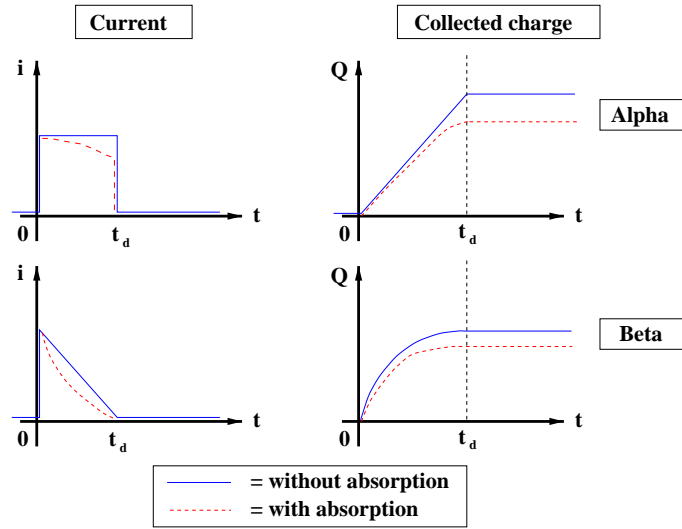 Current
Collected charge
i
Q
Alpha
0
t d
t
0
t d
t
i
Q
Beta
0
t d
t
0
t d
t
= without absorption
= with absorption